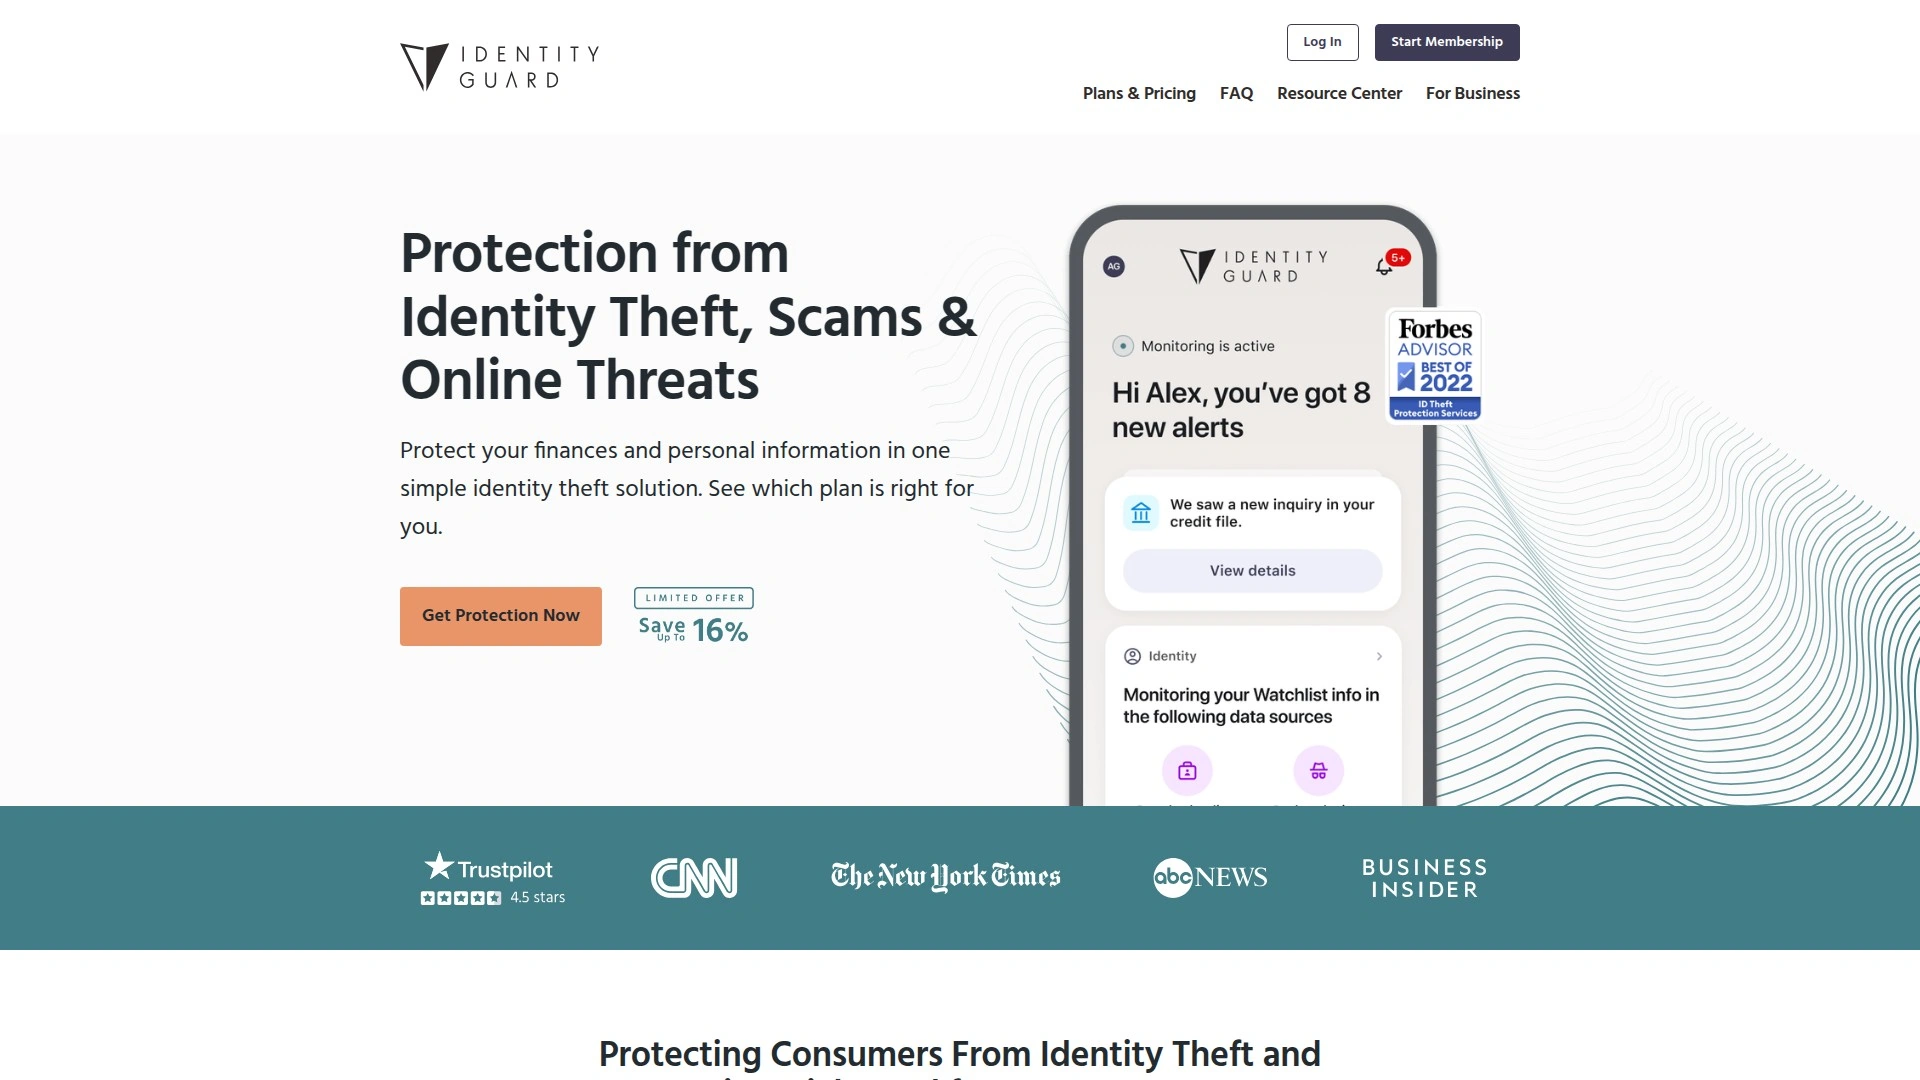 IDENTITY
GUARD
Log In
Start Membership
Plans & Pricing
FAQ
Resource Center
For Business
Protection from
Identity Theft, Scams &
Online Threats
Protect your finances and personal information in one
simple identity theft solution. See which plan is right for
you.
Get Protection Now
LIMITED OFFER
Save
Up To
16%
AG
IDENTITY
GUARD
5+
Monitoring is active
Hi Alex, you’ve got 8
new alerts
Forbes
ADVISOR
BEST OF
2022
ID Theft
Protection Services
We saw a new inquiry in your
credit file.
View details
Identity
Monitoring your Watchlist info in
the following data sources
Trustpilot
4.5 stars
CNN
The New York Times
abc NEWS
BUSINESS
INSIDER
Protecting Consumers From Identity Theft and